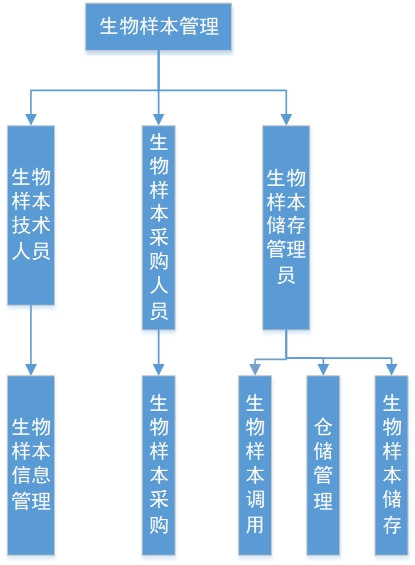 生物样本管理
生物
样本
技术
人员
生
物
样
本
采
购
人
员
生物
样本
储存
管理
员
生物
样本
信息
管理
生
物
样
本
采
购
生
物
样
本
调
用
仓
储
管
理
生
物
样
本
储
存